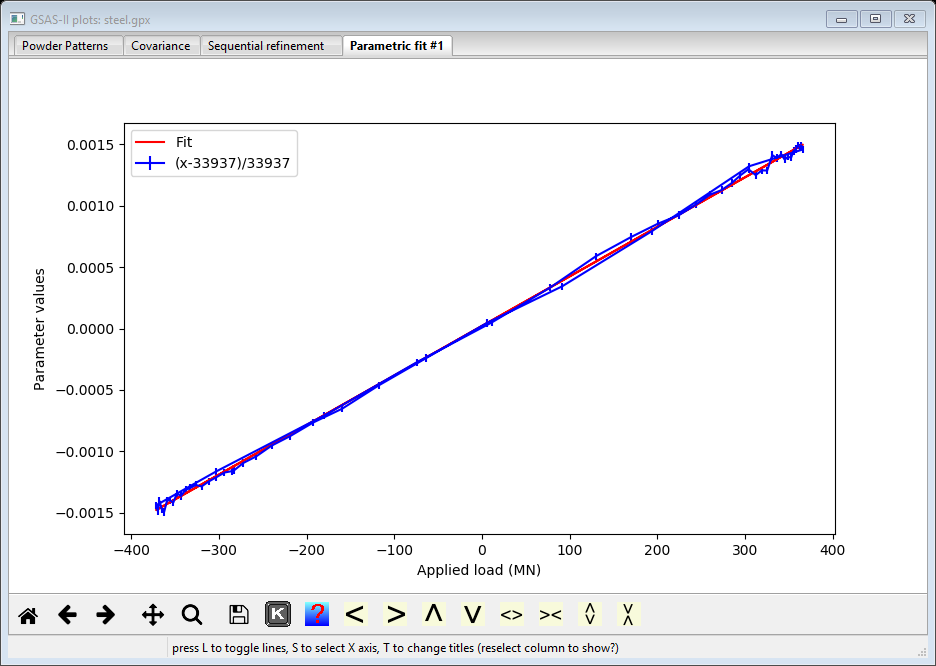 GSAS-II plots: steel.gpx
Powder Patterns Covariance Sequential refinement Parametric fit #1
Fit
(x-33937)/33937
0.0015
0.0010
0.0005
0.0000
−0.0005
−0.0010
−0.0015
Parameter values
−400 −300 −200 −100 0 100 200 300 400
Applied load (MN)
K ? < > Λ V <> >< 
press L to toggle lines, S to select X axis, T to change titles (reselect column to show?)